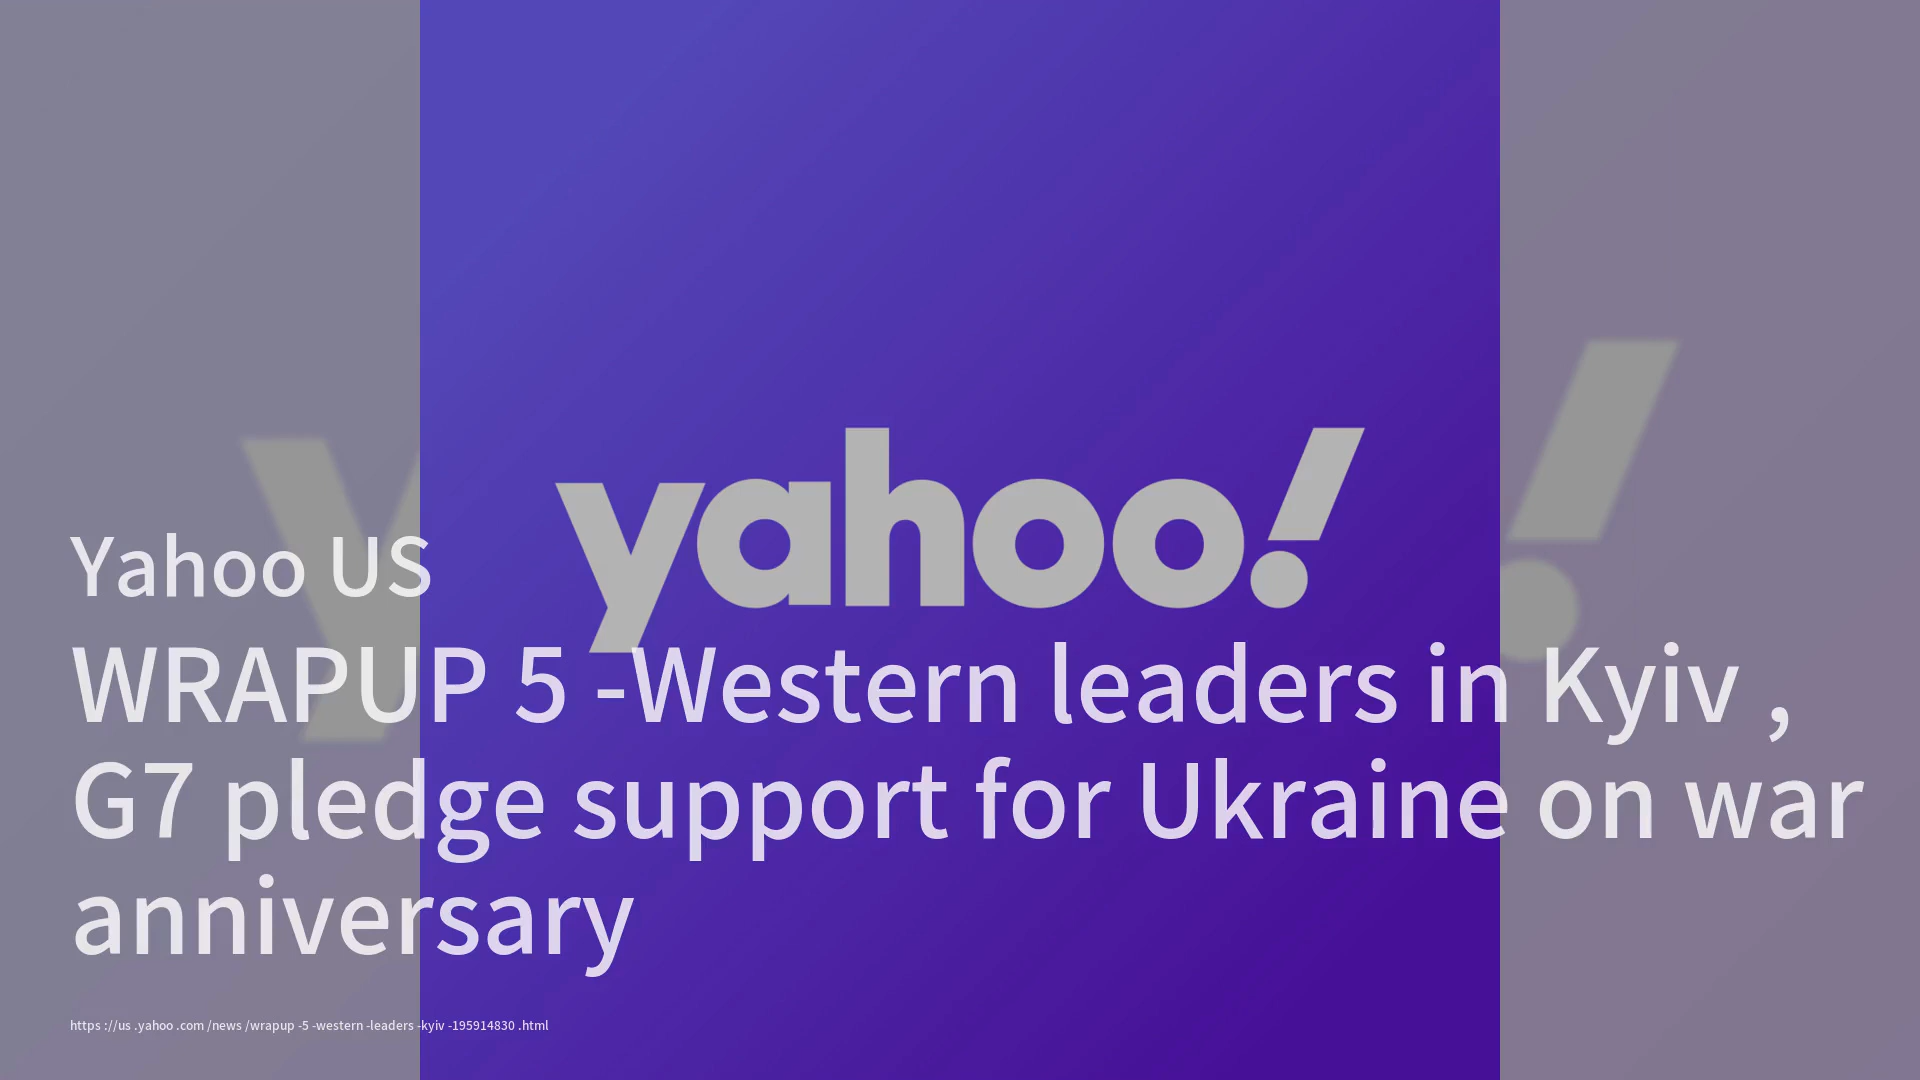 yahoo!
Yahoo US
WRAPUP 5 -Western leaders in Kyiv ,
G7 pledge support for Ukraine on war
anniversary
https ://us .yahoo .com /news /wrapup -5 -western -leaders -kyiv -195914830 .html